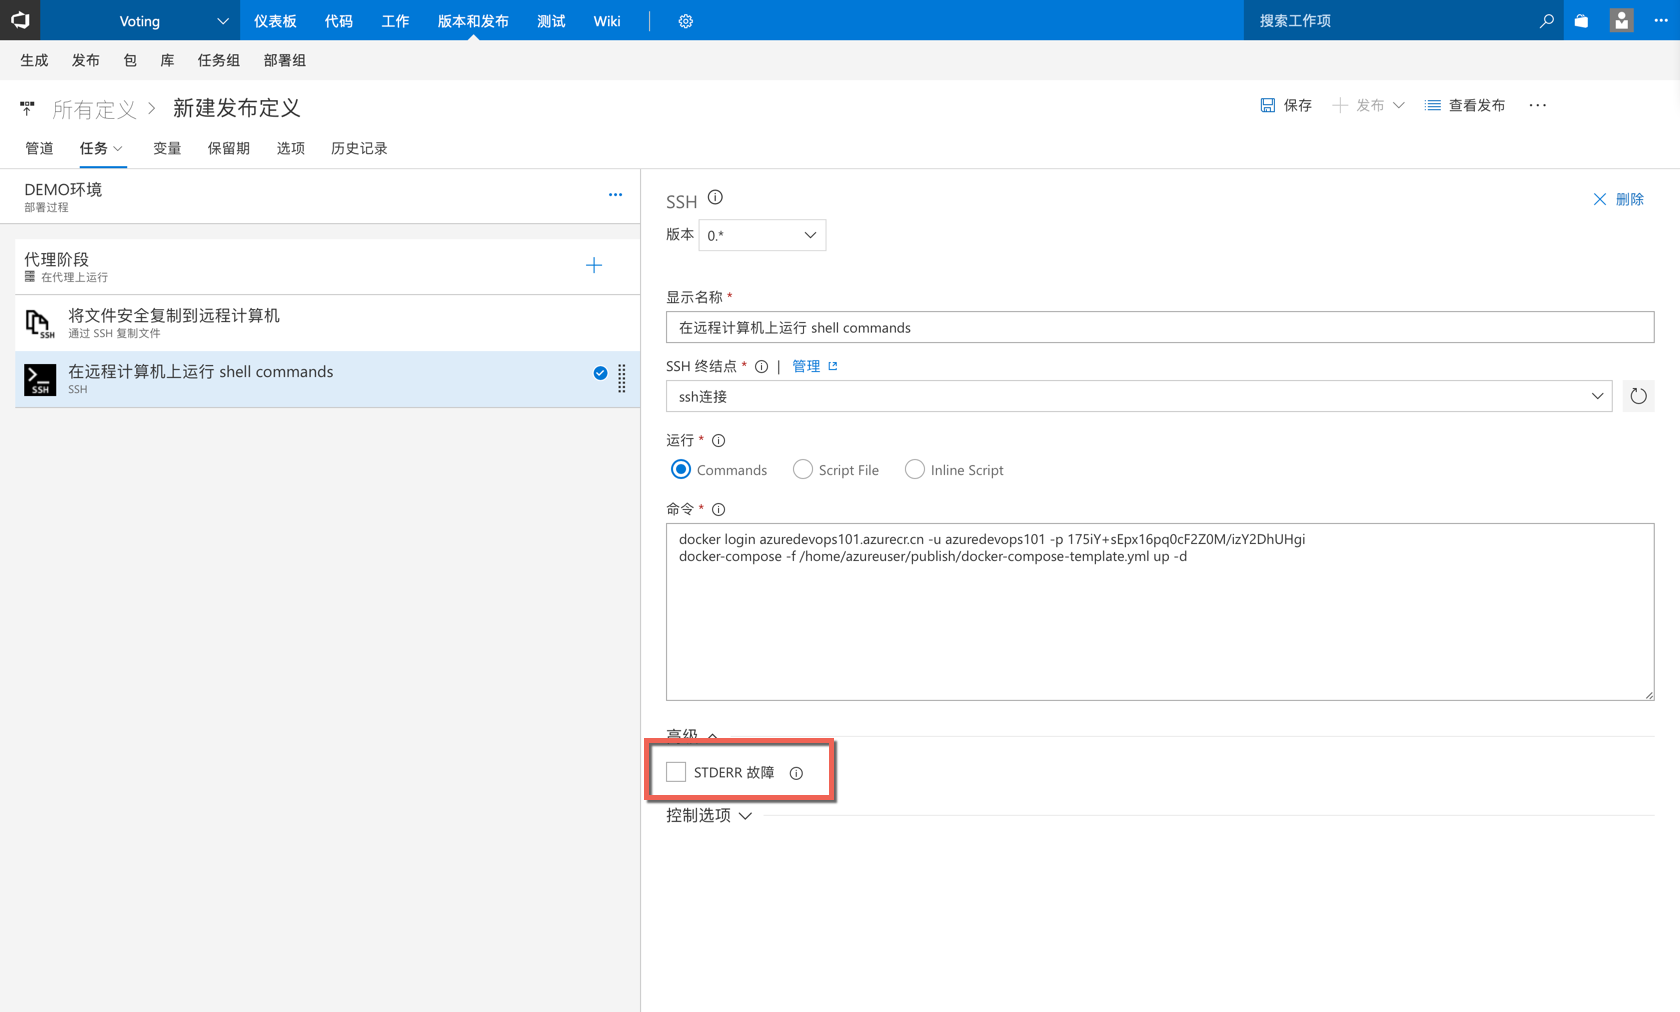 Voting 仪表板 代码 工作 版本和发布 测试 Wiki 搜索工作项
生成 发布 包 库 任务组 部署组
所有定义 > 新建发布定义 保存 发布 查看发布 ...
管道 任务 变量 保留期 选项 历史记录
DEMO环境
部署过程
代理阶段
在代理上运行
将文件安全复制到远程计算机
通过 SSH 复制文件
SSH
在远程计算机上运行 shell commands
SSH
SSH
SSH 删除
版本 0.*
显示名称 *
在远程计算机上运行 shell commands
SSH 终结点 * | 管理
ssh连接
运行 *
Commands Script File Inline Script
命令 *
docker login azuredevops101.azurecr.cn -u azuredevops101 -p 175iY+sEpx16pq0cF2Z0M/izY2DhUHgi
docker-compose -f /home/azureuser/publish/docker-compose-template.yml up -d
高级
STDERR 故障
控制选项